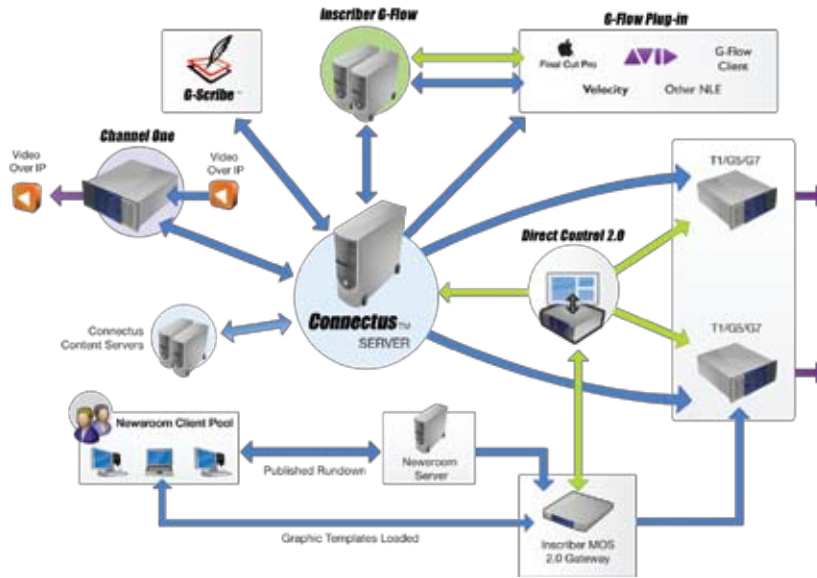 Inscriber G-Flow
G-Flow Plug-in
Final Cut Pro
AVID
G-Flow
Client
Velocity
Other NLE
G-Scribe™
Channel One
Video
Over IP
Video
Over IP
T1/G5/G7
Direct Control 2.0
Connectus™
SERVER
T1/G5/G7
Connectus
Content Servers
Newsroom Client Pool
Published Rundown
Newsroom
Server
Graphic Templates Loaded
Inscriber MOS
2.0 Gateway